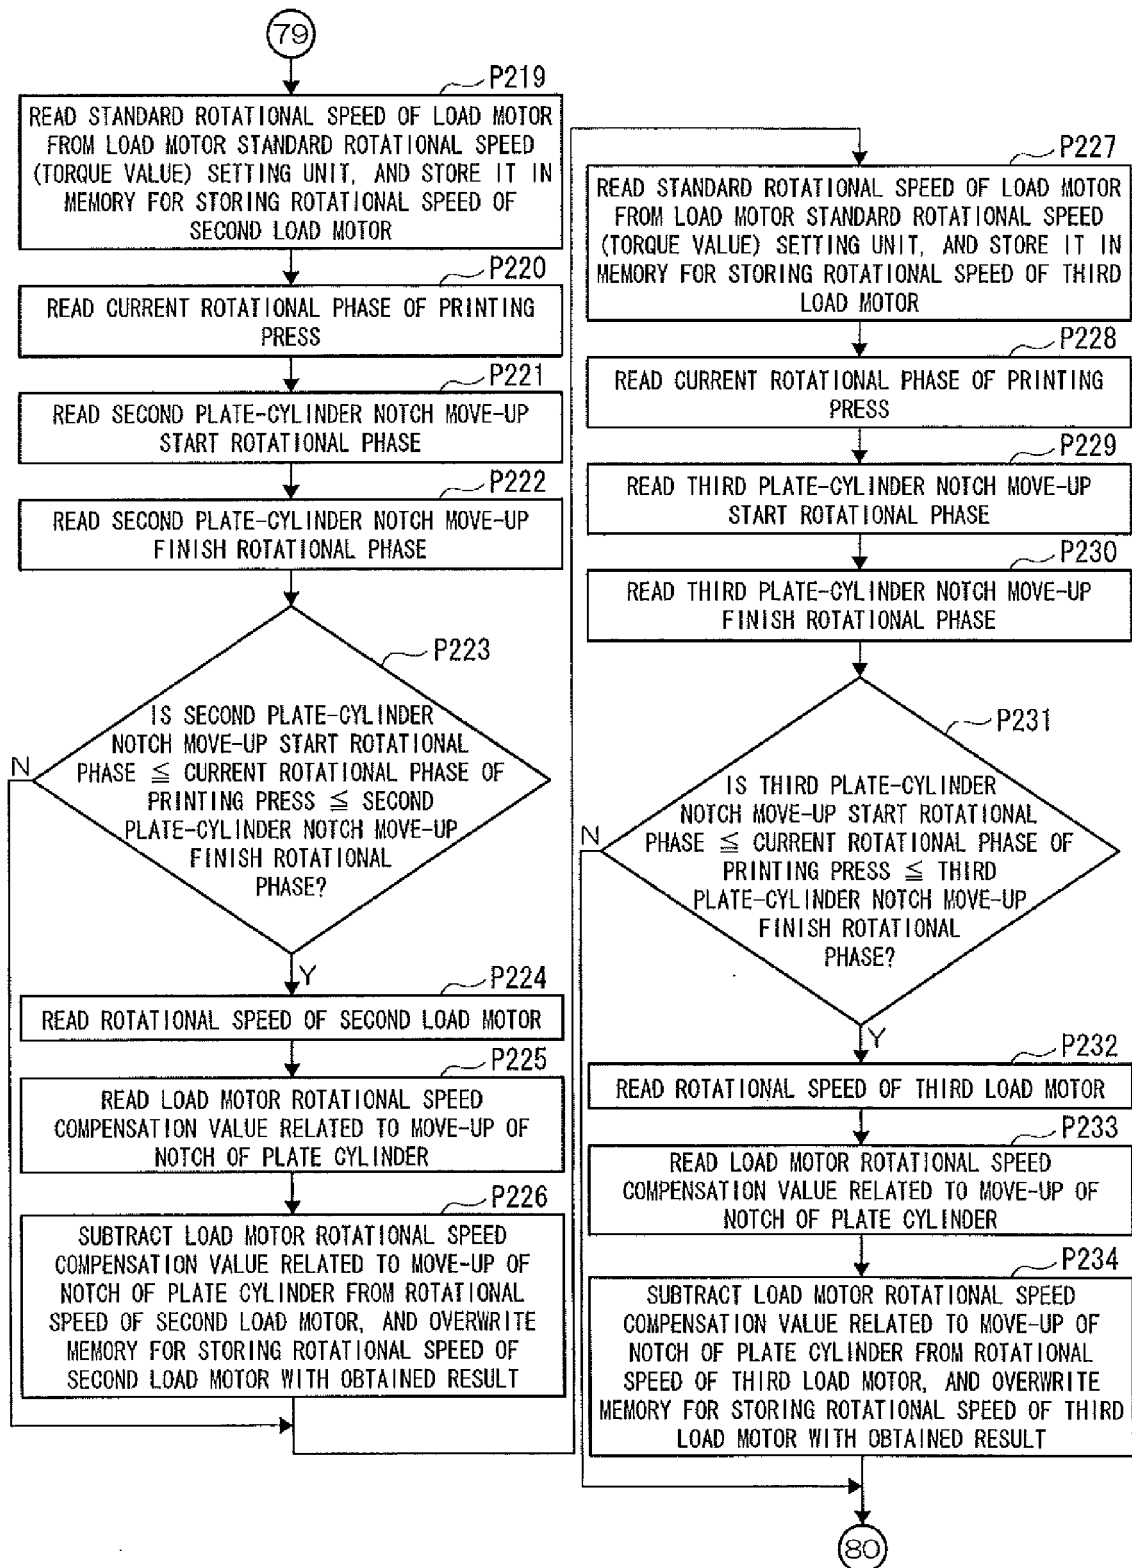 79
P219
READ STANDARD ROTATIONAL SPEED OF LOAD MOTOR
FROM LOAD MOTOR STANDARD ROTATIONAL SPEED
(TORQUE VALUE) SETTING UNIT, AND STORE IT IN
MEMORY FOR STORING ROTATIONAL SPEED OF
SECOND LOAD MOTOR
P220
READ CURRENT ROTATIONAL PHASE OF PRINTING
PRESS
P221
READ SECOND PLATE-CYLINDER NOTCH MOVE-UP
START ROTATIONAL PHASE
P222
READ SECOND PLATE-CYLINDER NOTCH MOVE-UP
FINISH ROTATIONAL PHASE
P223
IS SECOND PLATE-CYLINDER
NOTCH MOVE-UP START ROTATIONAL
PHASE ≦ CURRENT ROTATIONAL PHASE OF
PRINTING PRESS ≦ SECOND
PLATE-CYLINDER NOTCH MOVE-UP
FINISH ROTATIONAL
PHASE?
N
Y
P224
READ ROTATIONAL SPEED OF SECOND LOAD MOTOR
P225
READ LOAD MOTOR ROTATIONAL SPEED
COMPENSATION VALUE RELATED TO MOVE-UP OF
NOTCH OF PLATE CYLINDER
P226
SUBTRACT LOAD MOTOR ROTATIONAL SPEED
COMPENSATION VALUE RELATED TO MOVE-UP OF
NOTCH OF PLATE CYLINDER FROM ROTATIONAL
SPEED OF SECOND LOAD MOTOR, AND OVERWRITE
MEMORY FOR STORING ROTATIONAL SPEED OF
SECOND LOAD MOTOR WITH OBTAINED RESULT
P227
READ STANDARD ROTATIONAL SPEED OF LOAD MOTOR
FROM LOAD MOTOR STANDARD ROTATIONAL SPEED
(TORQUE VALUE) SETTING UNIT, AND STORE IT IN
MEMORY FOR STORING ROTATIONAL SPEED OF THIRD
LOAD MOTOR
P228
READ CURRENT ROTATIONAL PHASE OF PRINTING
PRESS
P229
READ THIRD PLATE-CYLINDER NOTCH MOVE-UP
START ROTATIONAL PHASE
P230
READ THIRD PLATE-CYLINDER NOTCH MOVE-UP
FINISH ROTATIONAL PHASE
P231
IS THIRD PLATE-CYLINDER
NOTCH MOVE-UP START ROTATIONAL
PHASE ≦ CURRENT ROTATIONAL PHASE OF
PRINTING PRESS ≦ THIRD
PLATE-CYLINDER NOTCH MOVE-UP
FINISH ROTATIONAL
PHASE?
N
Y
P232
READ ROTATIONAL SPEED OF THIRD LOAD MOTOR
P233
READ LOAD MOTOR ROTATIONAL SPEED
COMPENSATION VALUE RELATED TO MOVE-UP OF
NOTCH OF PLATE CYLINDER
P234
SUBTRACT LOAD MOTOR ROTATIONAL SPEED
COMPENSATION VALUE RELATED TO MOVE-UP OF
NOTCH OF PLATE CYLINDER FROM ROTATIONAL
SPEED OF THIRD LOAD MOTOR, AND OVERWRITE
MEMORY FOR STORING ROTATIONAL SPEED OF THIRD
LOAD MOTOR WITH OBTAINED RESULT
80